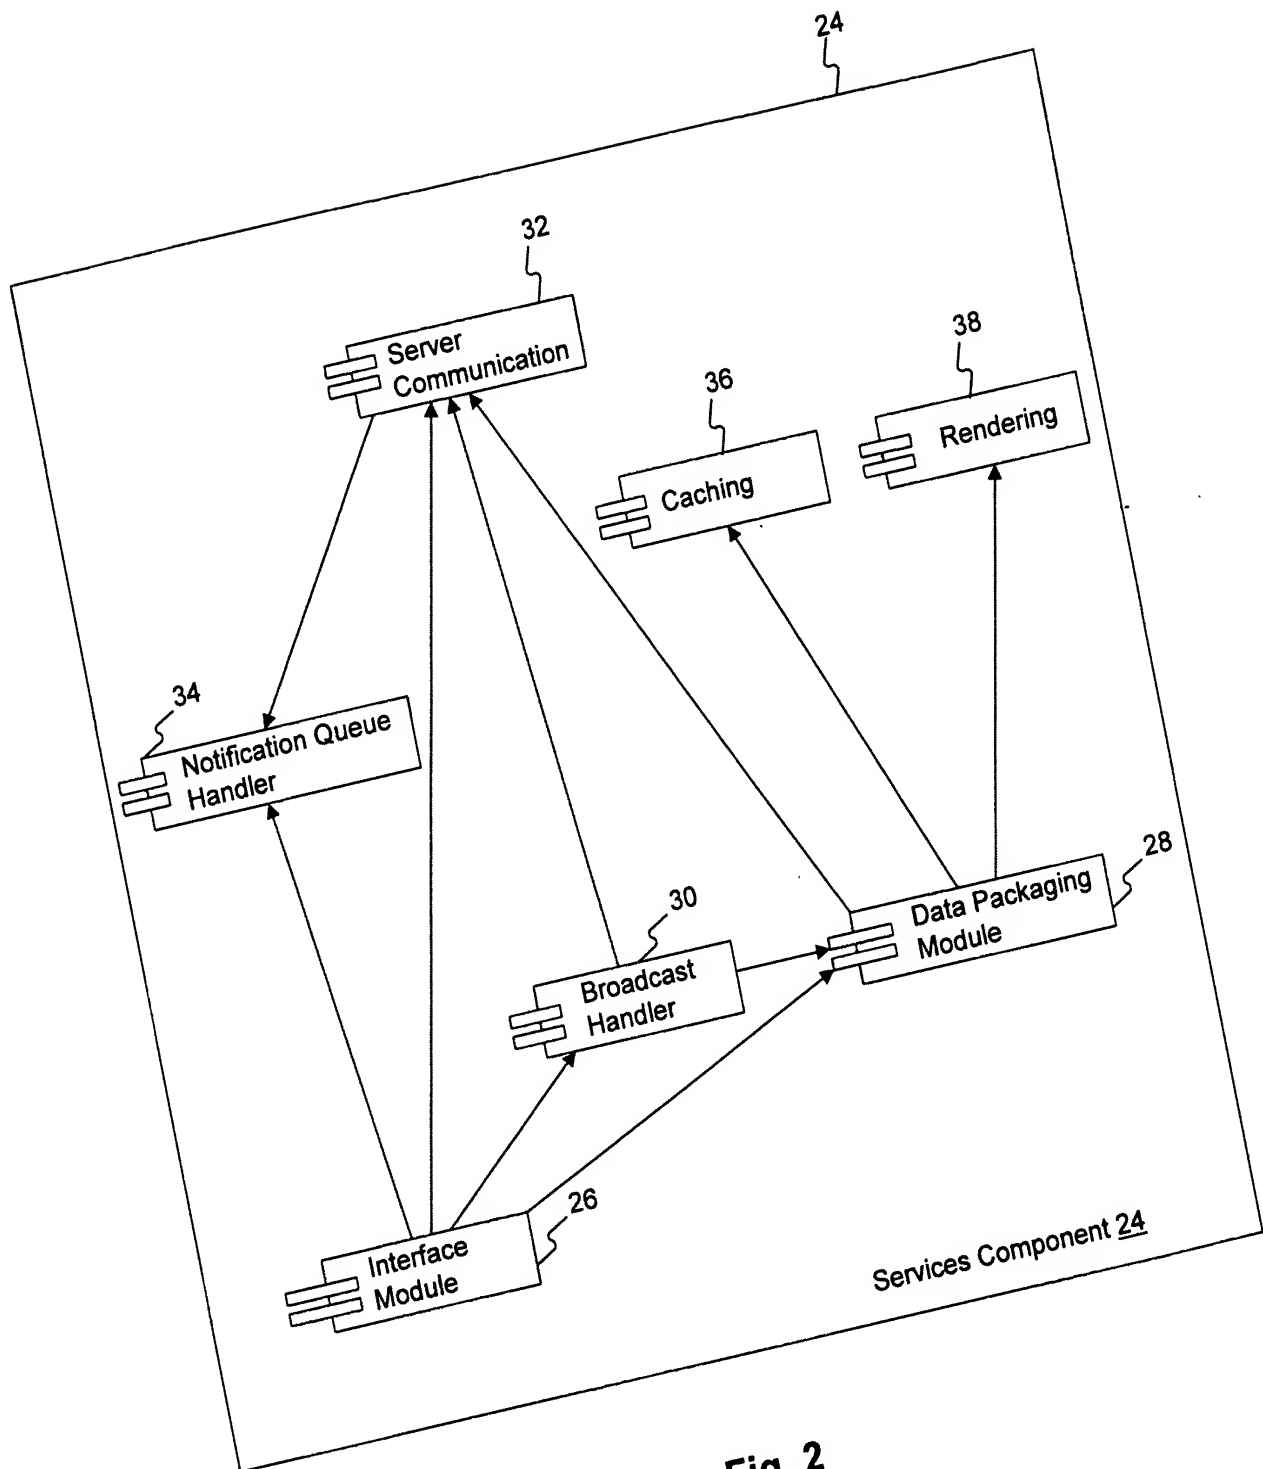 24
32
Server
Communication
38
Rendering
36
Caching
34
Notification Queue
Handler
28
Data Packaging
Module
30
Broadcast
Handler
26
Interface
Module
Services Component 24
Fig. 2